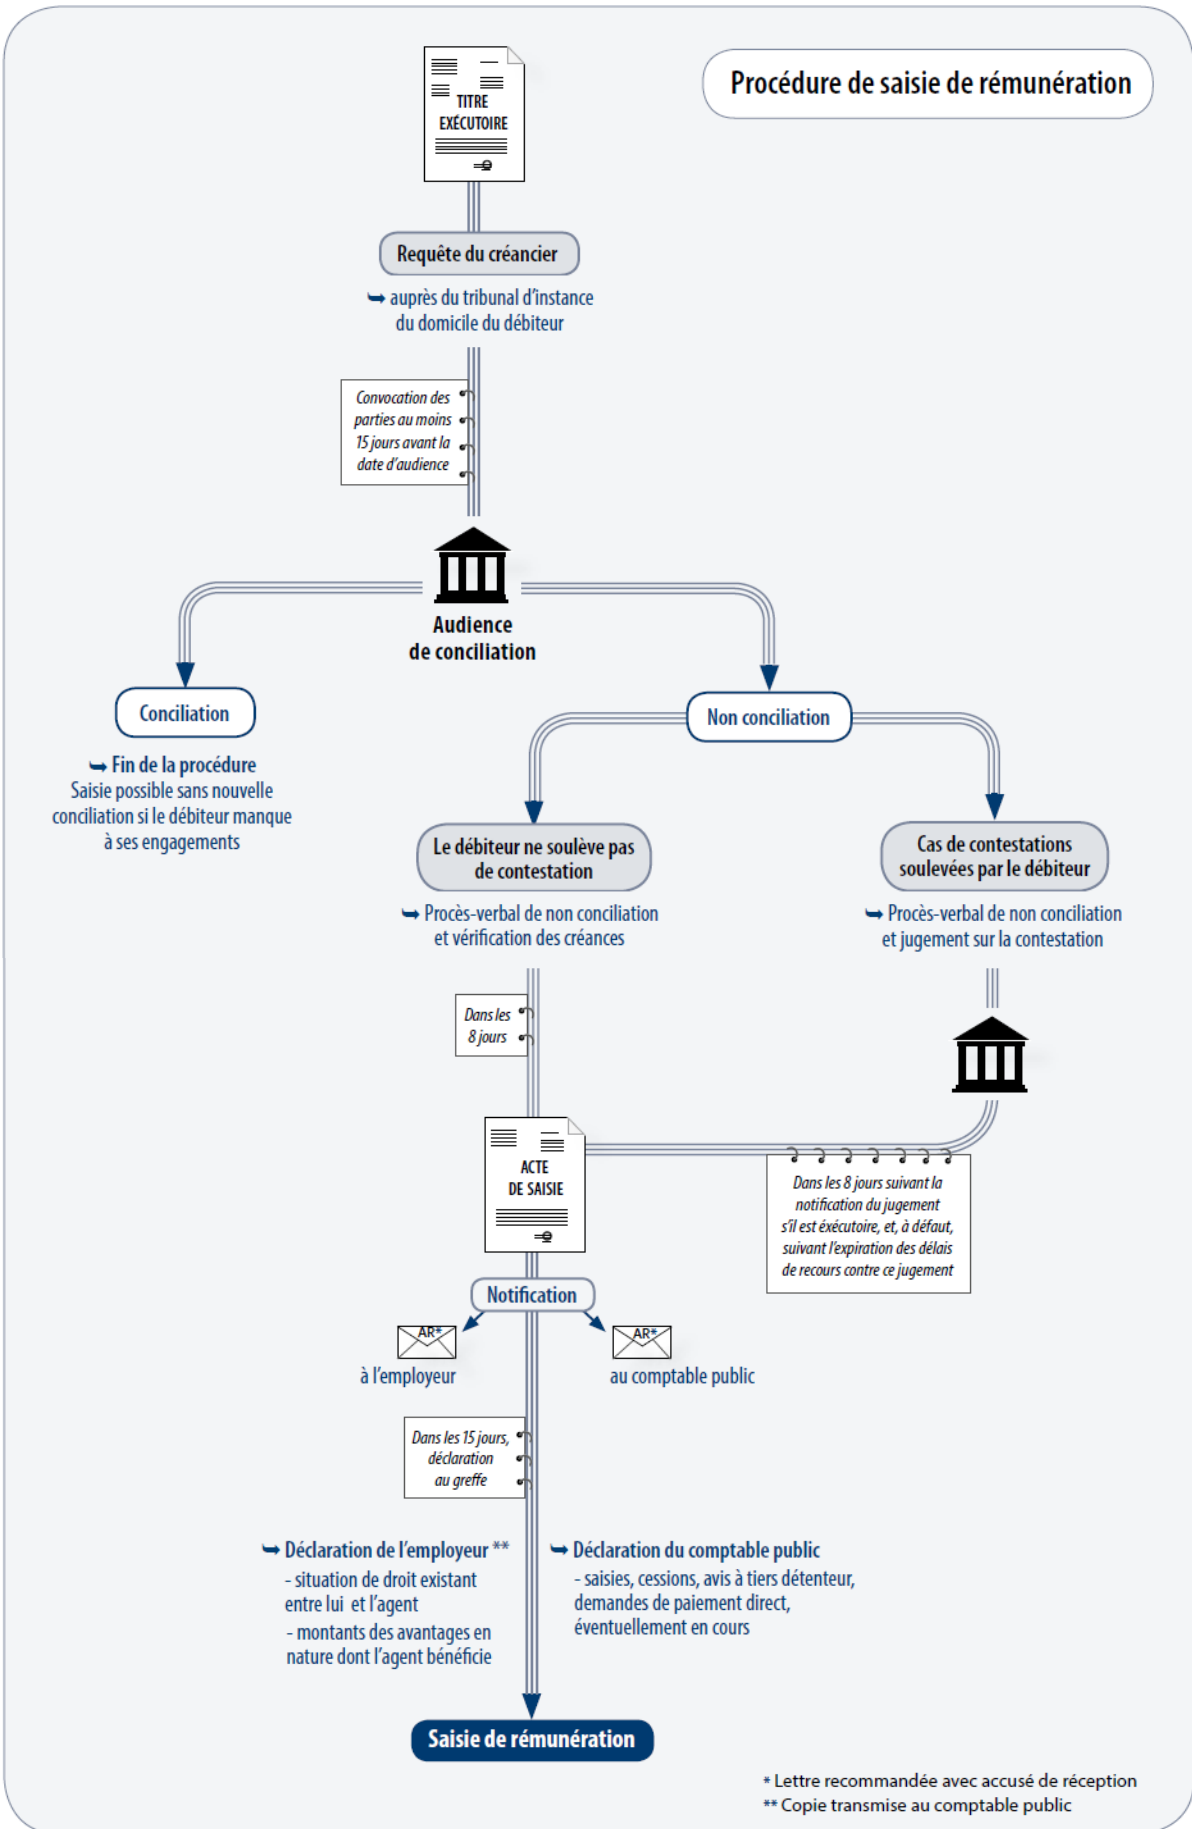 Procédure de saisie de rémunération
TITRE
EXÉCUTOIRE
Requête du créancier
➥ auprès du tribunal d'instance
du domicile du débiteur
Convocation des
parties au moins
15 jours avant la
date d'audience
Audience
de conciliation
Conciliation
➥ Fin de la procédure
Saisie possible sans nouvelle
conciliation si le débiteur manque
à ses engagements
Non conciliation
Le débiteur ne soulève pas
de contestation
➥ Procès-verbal de non conciliation
et vérification des créances
Cas de contestations
soulevées par le débiteur
➥ Procès-verbal de non conciliation
et jugement sur la contestation
Dans les
8 jours
ACTE
DE SAISIE
Dans les 8 jours suivant la
notification du jugement
s'il est éxécutoire, et, à défaut,
suivant l'expiration des délais
de recours contre ce jugement
Notification
AR*
à l'employeur
AR*
au comptable public
Dans les 15 jours,
déclaration
au greffe
➥ Déclaration de l'employeur **
- situation de droit existant
entre lui et l'agent
- montants des avantages en
nature dont l'agent bénéficie
➥ Déclaration du comptable public
- saisies, cessions, avis à tiers détenteur,
demandes de paiement direct,
éventuellement en cours
Saisie de rémunération
* Lettre recommandée avec accusé de réception
** Copie transmise au comptable public